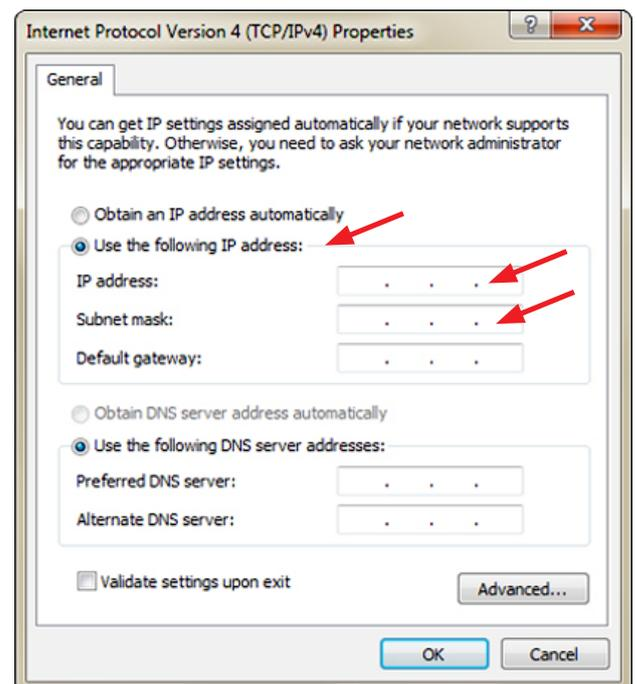 Internet Protocol Version 4 (TCP/IPv4) Properties
?
X
General
You can get IP settings assigned automatically if your network supports
this capability. Otherwise, you need to ask your network administrator
for the appropriate IP settings.
Obtain an IP address automatically
Use the following IP address:
IP address: . . .
Subnet mask: . . .
Default gateway: . . .
Obtain DNS server address automatically
Use the following DNS server addresses:
Preferred DNS server: . . .
Alternate DNS server: . . .
Validate settings upon exit
Advanced...
OK Cancel